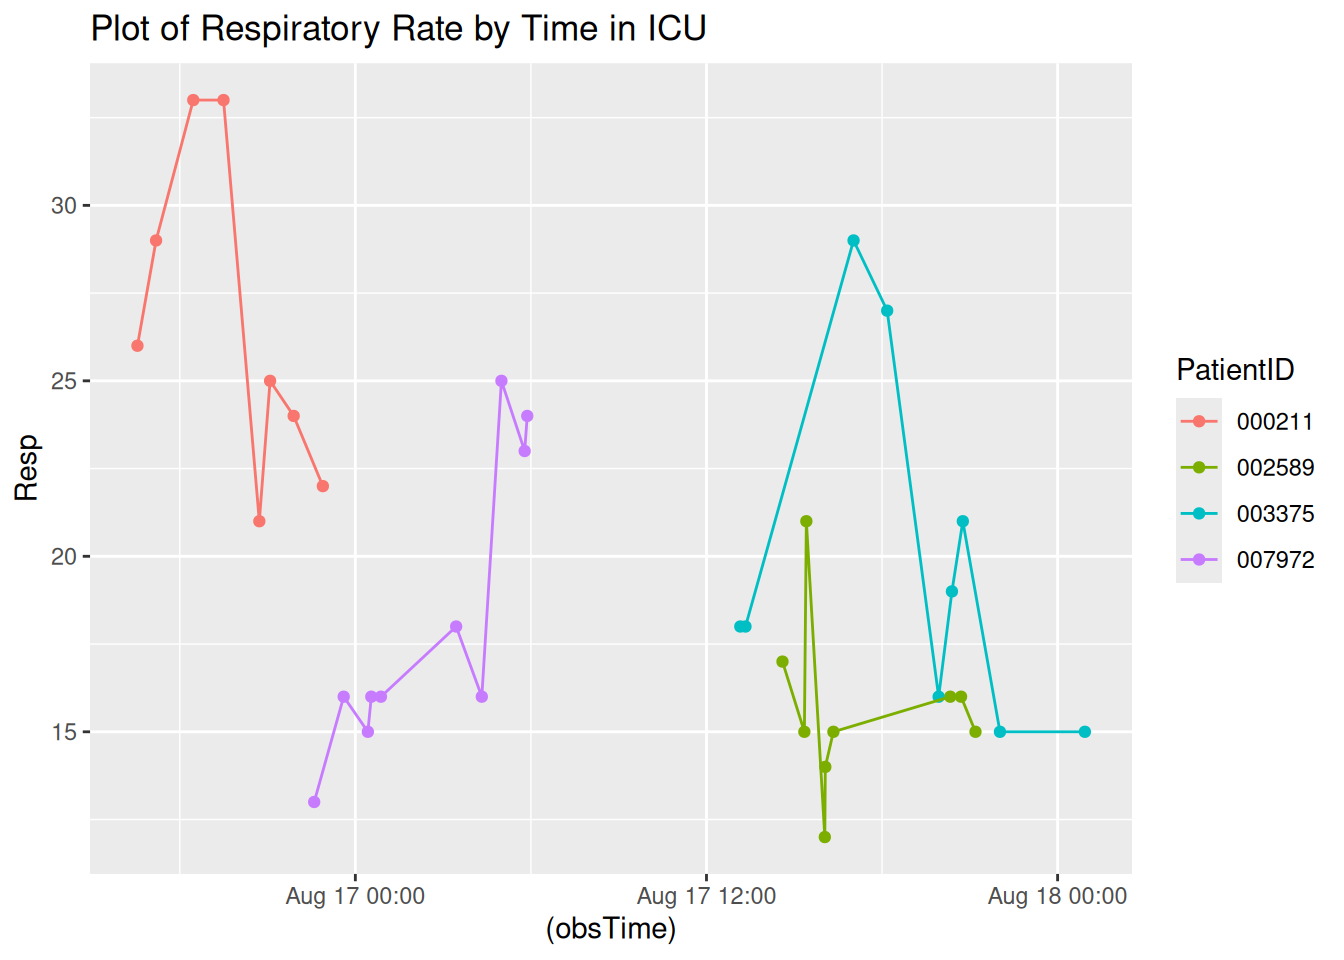 Plot of Respiratory Rate by Time in ICU
Resp
30
25
20
15
Aug 17 00:00
Aug 17 12:00
Aug 18 00:00
(obsTime)
PatientID
000211
002589
003375
007972